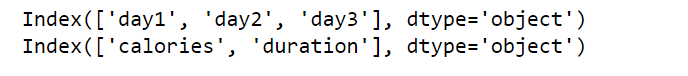 Index(['day1', 'day2', 'day3'], dtype='object')
Index(['calories', 'duration'], dtype='object')